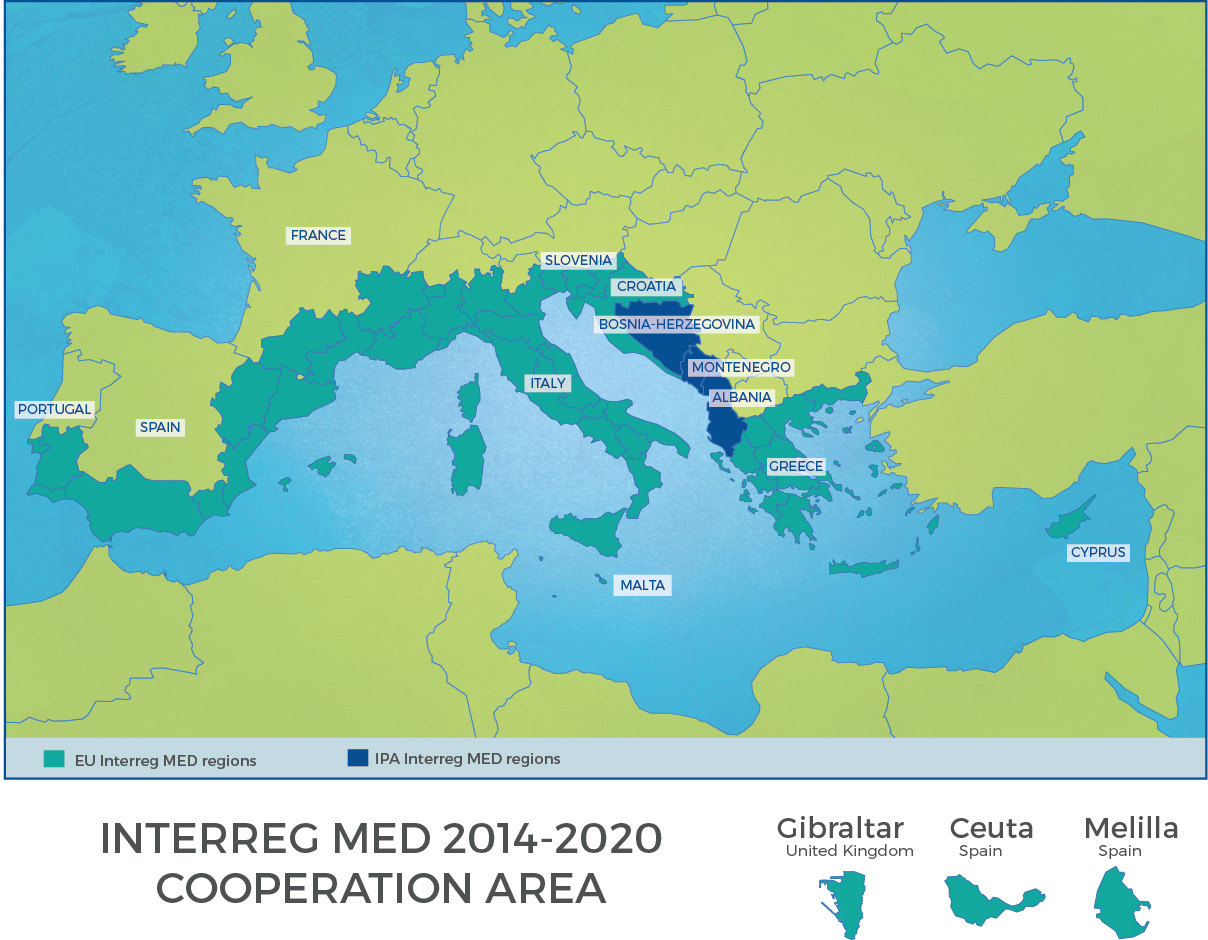 FRANCE
SLOVENIA
CROATIA
BOSNIA-HERZEGOVINA
MONTENEGRO
ITALY
ALBANIA
PORTUGAL
SPAIN
GREECE
CYPRUS
MALTA
EU Interreg MED regions
IPA Interreg MED regions
INTERREG MED 2014-2020
COOPERATION AREA
Gibraltar
United Kingdom
Ceuta
Spain
Melilla
Spain